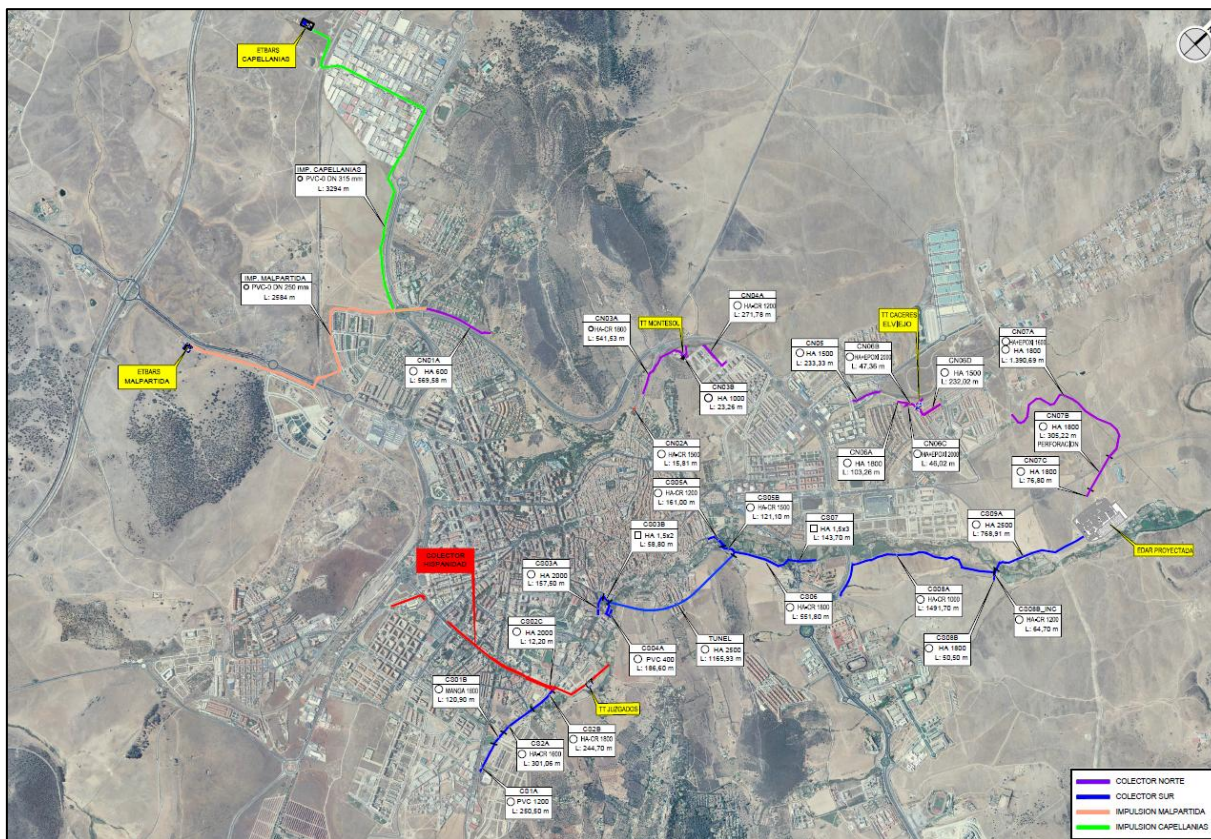 ETBARS
CAPELLANIAS
IMP. CAPELLANIAS
PVC-0 DN 315 mm
L: 3294 m
IMP. MALPARTIDA
PVC-0 DN 250 mm
L: 2584 m
ETBARS
MALPARTIDA
CN01A
HA 600
L: 569,58 m
CN03A
HA-CR 1800
L: 541,53 m
TT MONTESOL
CN04A
HA-CR 1200
L: 271,78 m
CN03B
HA 1000
L: 23,26 m
CN02A
HA-CR 1500
L: 15,81 m
CN05
HA 1500
L: 233,33 m
CN06B
HA+EPOXI 2000
L: 47,36 m
TT CACERES
EL VIEJO
CN06D
HA 1500
L: 232,02 m
CN06A
HA 1800
L: 103,26 m
CN06C
HA+EPOXI 2000
L: 46,02 m
CN07A
HA+EPOXI 1600
HA 1800
L: 1.390,69 m
CN07B
HA 1800
L: 305,22 m
PERFORACION
CN07C
HA 1800
L: 76,80 m
EDAR PROYECTADA
CS05A
HA-CR 1200
L: 161,00 m
CS05B
HA-CR 1500
L: 121,10 m
CS07
HA 1,5x3
L: 143,70 m
CS09A
HA 2500
L: 768,91 m
CS03B
HA 1,5x2
L: 58,80 m
CS03A
HA 2000
L: 157,50 m
CS02C
HA 2000
L: 12,20 m
COLECTOR
HISPANIDAD
CS04A
PVC 400
L: 186,60 m
TUNEL
HA 2500
L: 1165,93 m
CS06
HA-CR 1800
L: 551,80 m
CS08A
HA-CR 1000
L: 1491,70 m
CS08B
HA 1800
L: 50,50 m
CS08B_INC
HA-CR 1200
L: 64,70 m
CS01B
MANGA 1800
L: 120,90 m
TT JUZGADOS
CS2B
HA-CR 1800
L: 244,70 m
CS2A
HA-CR 1600
L: 301,06 m
C01A
PVC 1200
L: 250,50 m
COLECTOR NORTE
COLECTOR SUR
IMPULSION MALPARTIDA
IMPULSION CAPELLANIAS